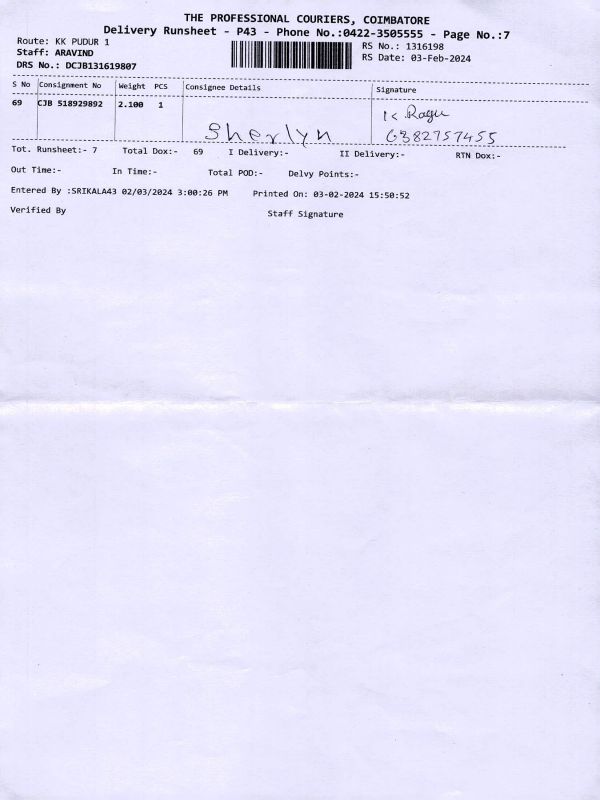 THE PROFESSIONAL COURIERS, COIMBATORE
Delivery Runsheet - P43 - Phone No.:0422-3505555 - Page No.:7
Route: KK PUDUR 1
RS No.: 1316198
Staff: ARAVIND
RS Date: 03-Feb-2024
DRS No.: DCJB131619807
S No Consignment No Weight PCS Consignee Details Signature
69 CJB 518929892 2.100 1
K Ragu
Sherlyn 6382757455
Tot. Runsheet:- 7 Total Dox:- 69 I Delivery:- II Delivery:- RTN Dox:-
Out Time:- In Time:- Total POD:- Delvy Points:-
Entered By :SRIKALA43 02/03/2024 3:00:26 PM Printed On: 03-02-2024 15:50:52
Verified By Staff Signature